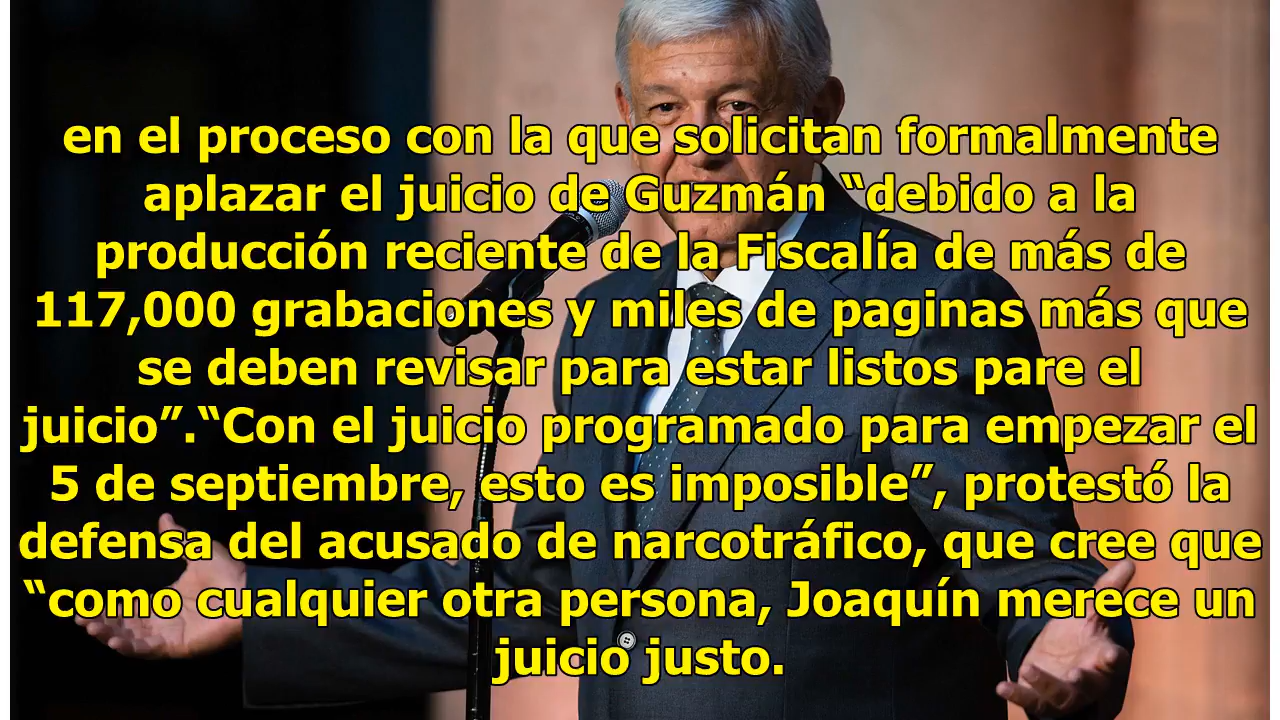 en el proceso con la que solicitan formalmente
aplazar el juicio de Guzmán “debido a la
producción reciente de la Fiscalía de más de
117,000 grabaciones y miles de paginas más que
se deben revisar para estar listos pare el
juicio”.“Con el juicio programado para empezar el
5 de septiembre, esto es imposible”, protestó la
defensa del acusado de narcotráfico, que cree que
“como cualquier otra persona, Joaquín merece un
juicio justo.